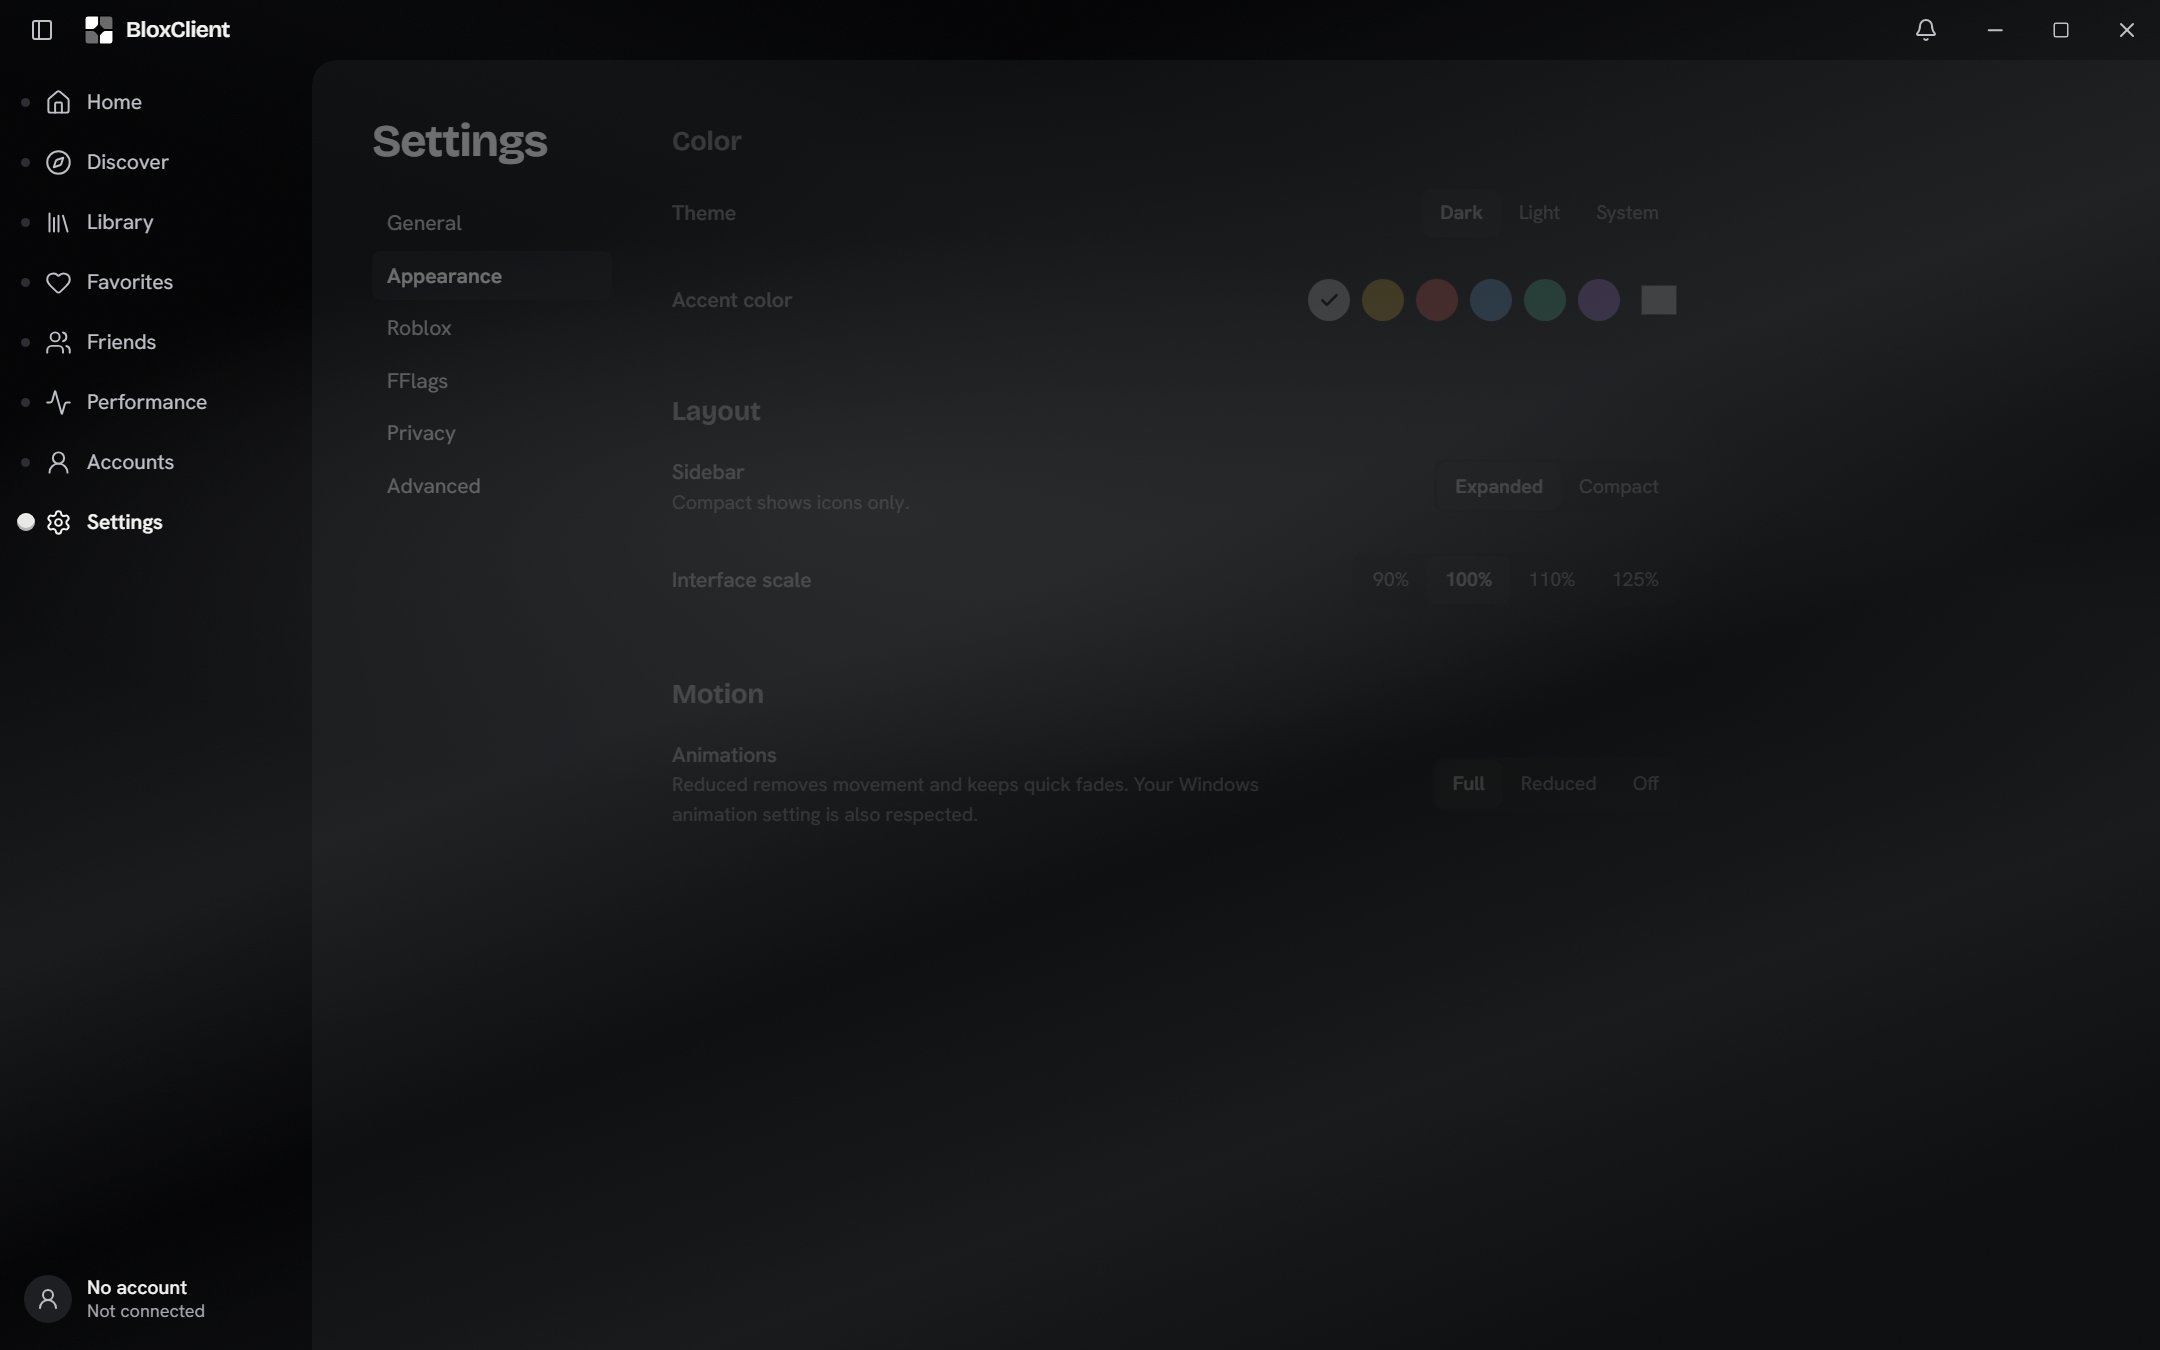 BloxClient
Home
Discover
Library
Favorites
Friends
Performance
Accounts
Settings
No account
Not connected
Settings
General
Appearance
Roblox
FFlags
Privacy
Advanced
Color
Theme
Dark Light System
Accent color
Layout
Sidebar
Compact shows icons only.
Expanded Compact
Interface scale
90% 100% 110% 125%
Motion
Animations
Reduced removes movement and keeps quick fades. Your Windows
animation setting is also respected.
Full Reduced Off